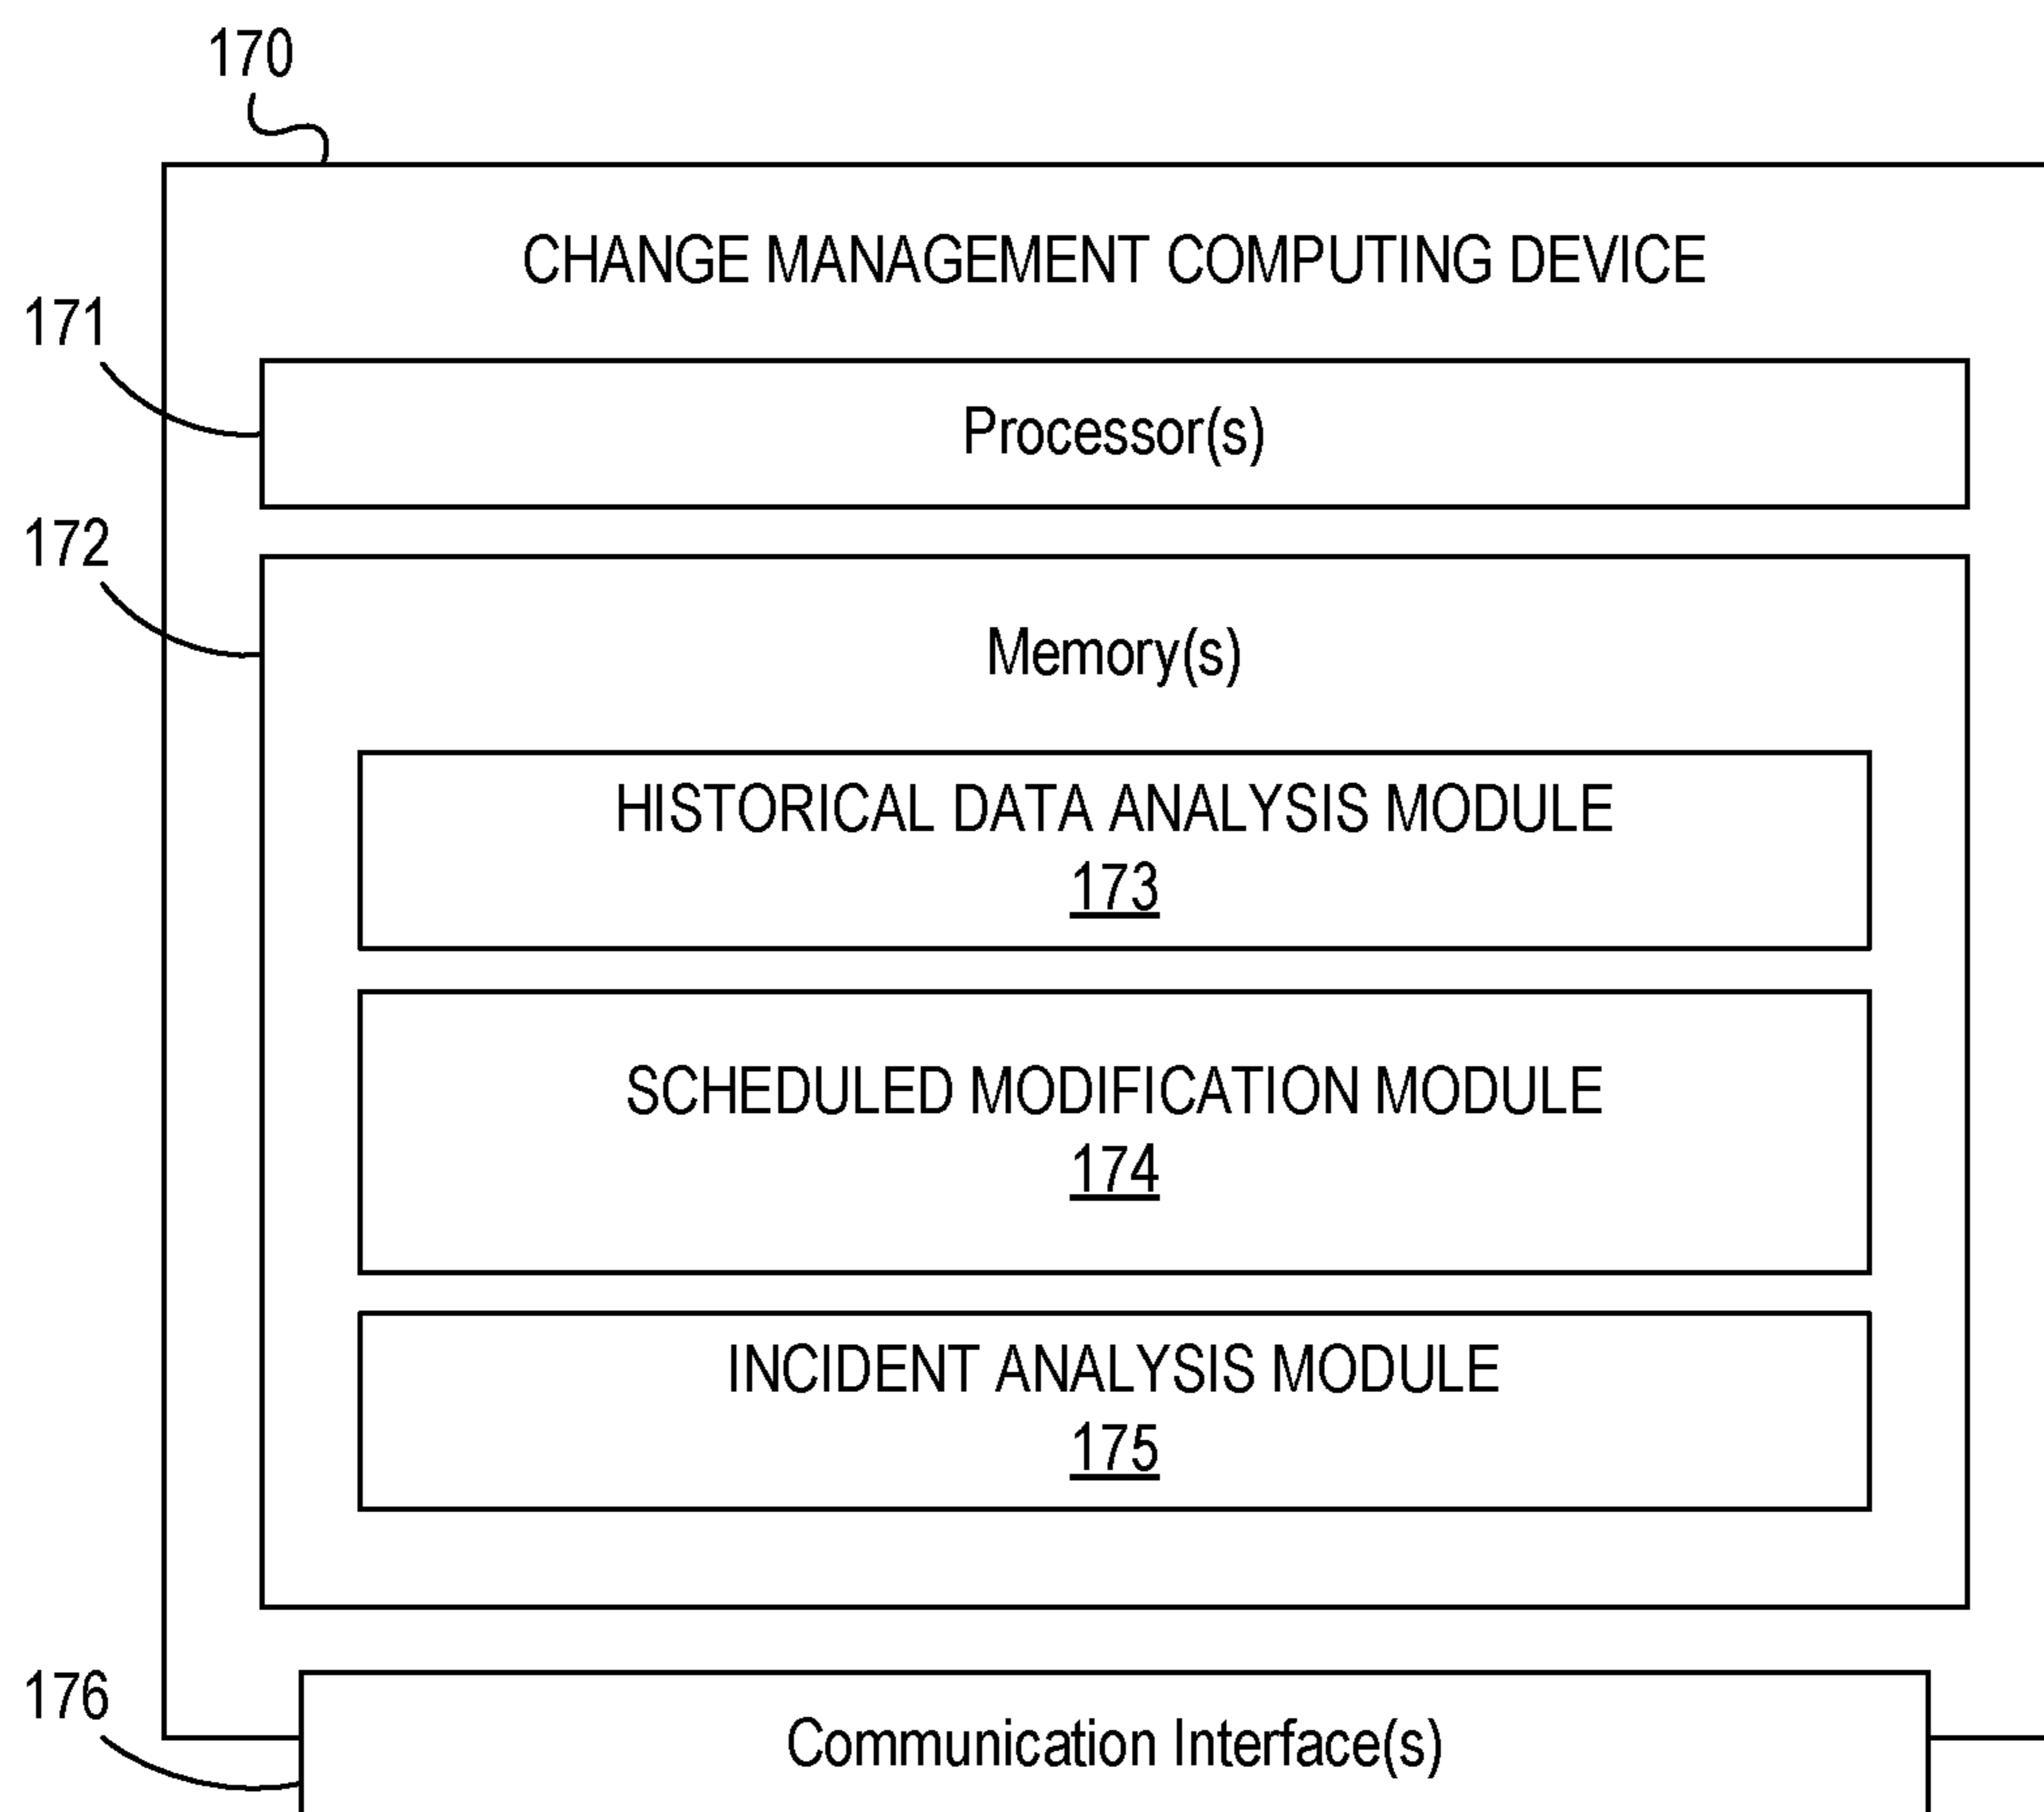 170
CHANGE MANAGEMENT COMPUTING DEVICE
171
Processor(s)
172
Memory(s)
HISTORICAL DATA ANALYSIS MODULE
173
SCHEDULED MODIFICATION MODULE
174
INCIDENT ANALYSIS MODULE
175
176
Communication Interface(s)